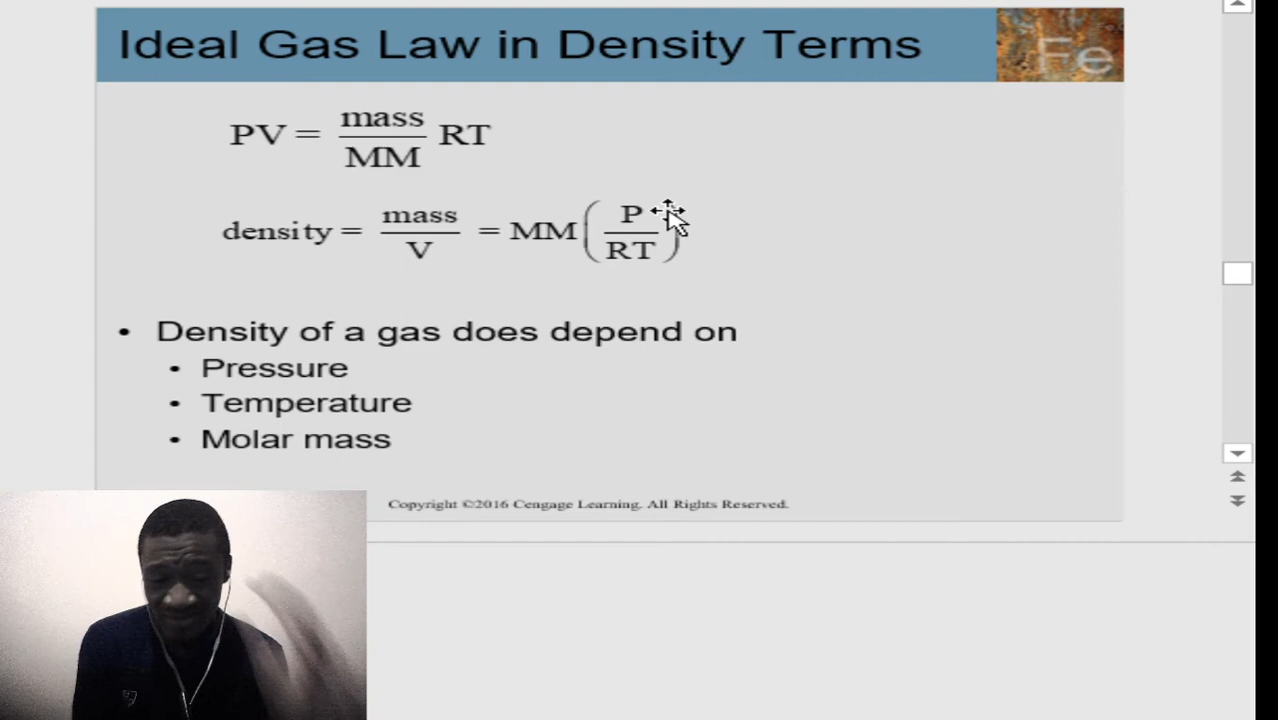 Ideal Gas Law in Density Terms
Fe
PV = mass/MM RT
density = mass/V = MM(P/RT)
• Density of a gas does depend on
• Pressure
• Temperature
• Molar mass
Copyright ©2016 Cengage Learning. All Rights Reserved.